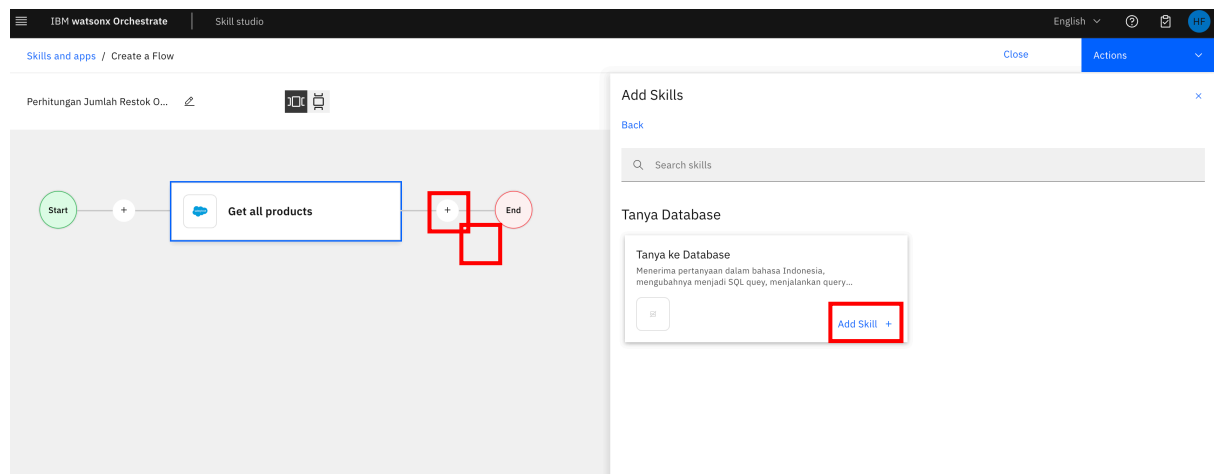 IBM watsonx Orchestrate
Skill studio
English
HF
Skills and apps / Create a Flow
Close
Actions
Perhitungan Jumlah Restok O...
Add Skills
Back
Search skills
Start
+
Get all products
+
End
Tanya Database
Tanya ke Database
Menerima pertanyaan dalam bahasa Indonesia,
mengubahnya menjadi SQL quey, menjalankan query...
Add Skill +